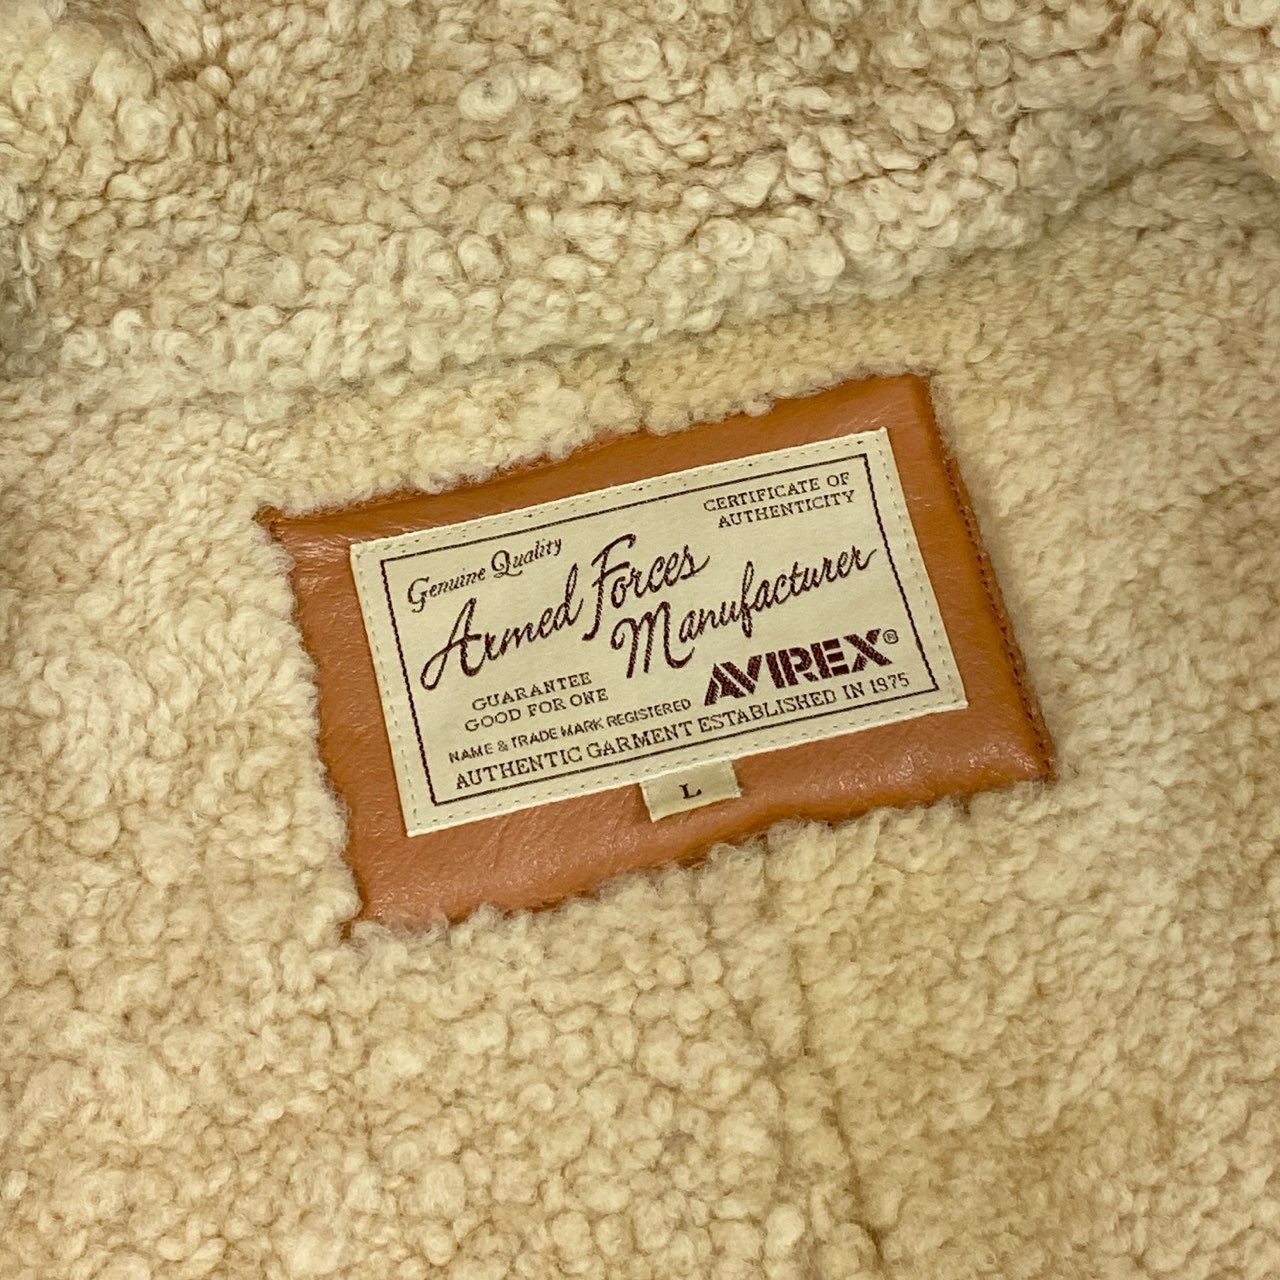 CERTIFICATE OF
AUTHENTICITY
Genuine Quality
Armed Forces
Manufacturer
GUARANTEE
GOOD FOR ONE
AVIREX®
NAME & TRADE MARK REGISTERED
AUTHENTIC GARMENT ESTABLISHED IN 1975
L